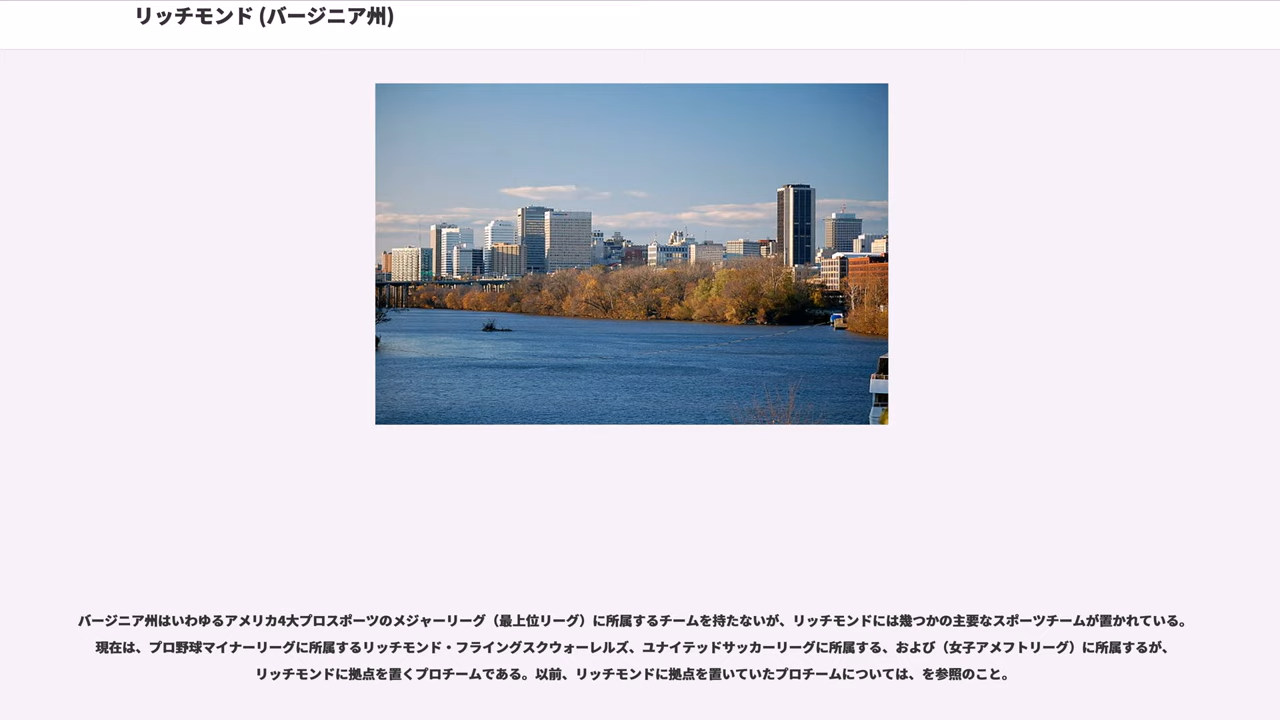 リッチモンド (バージニア州)
バージニア州はいわゆるアメリカ4大プロスポーツのメジャーリーグ（最上位リーグ）に所属するチームを持たないが、リッチモンドには幾つかの主要なスポーツチームが置かれている。
現在は、プロ野球マイナーリーグに所属するリッチモンド・フライングスクウォーレルズ、ユナイテッドサッカーリーグに所属する、および（女子アメフトリーグ）に所属するが、
リッチモンドに拠点を置くプロチームである。以前、リッチモンドに拠点を置いていたプロチームについては、を参照のこと。